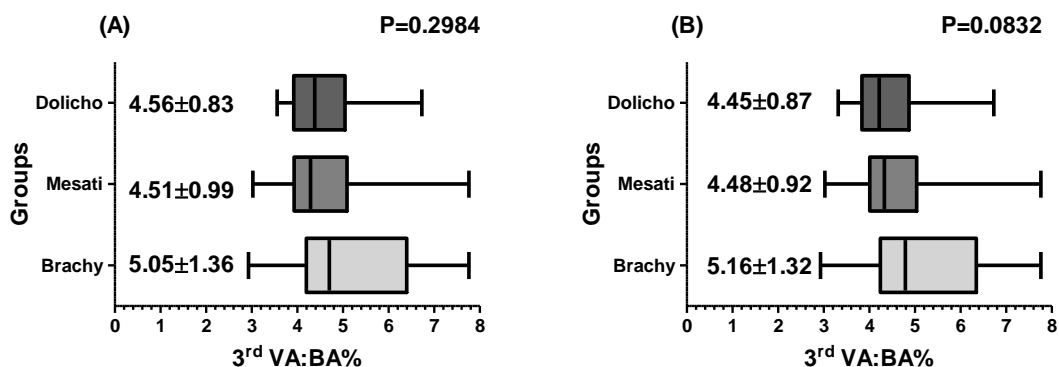 (A) P=0.2984
Groups
Dolicho 4.56±0.83
Mesati 4.51±0.99
Brachy 5.05±1.36
0 1 2 3 4 5 6 7 8
3rd VA:BA%
(B) P=0.0832
Groups
Dolicho 4.45±0.87
Mesati 4.48±0.92
Brachy 5.16±1.32
0 1 2 3 4 5 6 7 8
3rd VA:BA%